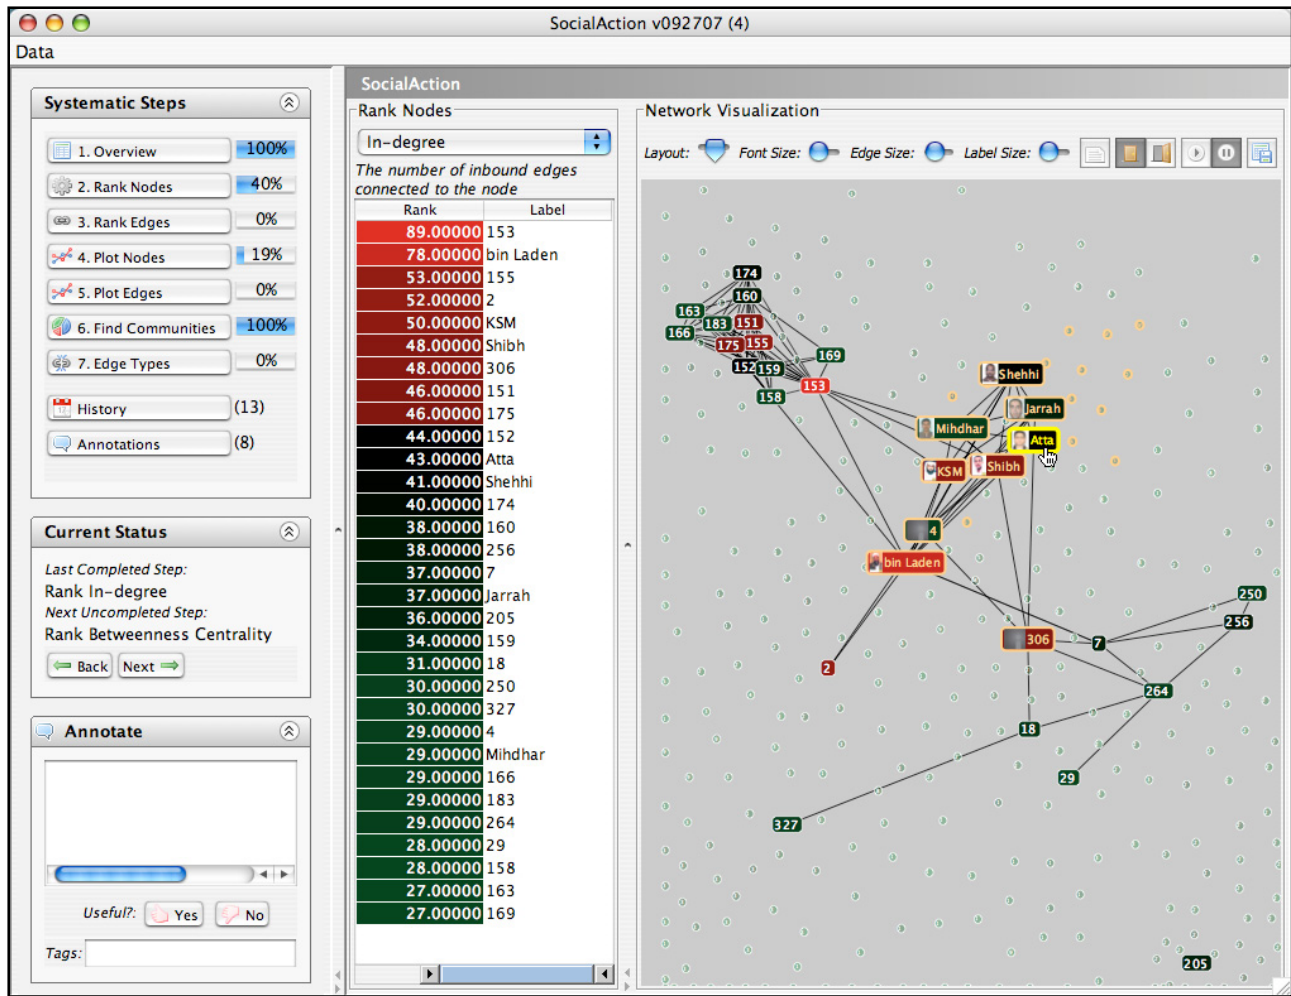 SocialAction v092707 (4)
Data
Systematic Steps
1. Overview 100%
2. Rank Nodes 40%
3. Rank Edges 0%
4. Plot Nodes 19%
5. Plot Edges 0%
6. Find Communities 100%
7. Edge Types 0%
History (13)
Annotations (8)
Current Status
Last Completed Step:
Rank In-degree
Next Uncompleted Step:
Rank Betweenness Centrality
Back Next
Annotate
Useful?: Yes No
Tags:
SocialAction
Rank Nodes
In-degree
The number of inbound edges
connected to the node
Rank Label
89.00000 153
78.00000 bin Laden
53.00000 155
52.00000 2
50.00000 KSM
48.00000 Shibh
48.00000 306
46.00000 151
46.00000 175
44.00000 152
43.00000 Atta
41.00000 Shehhi
40.00000 174
38.00000 160
38.00000 256
37.00000 7
37.00000 Jarrah
36.00000 205
34.00000 159
31.00000 18
30.00000 250
30.00000 327
29.00000 4
29.00000 Mihdhar
29.00000 166
29.00000 183
29.00000 264
28.00000 29
28.00000 158
27.00000 163
27.00000 169
Network Visualization
Layout: Font Size: Edge Size: Label Size:
174
160
163
183 151
166
175 155
169
152 159
Shehhi
153
158
Jarrah
Mihdhar
Atta
KSM Shibh
4
bin Laden
250
256
306
7
2
264
18
29
327
205